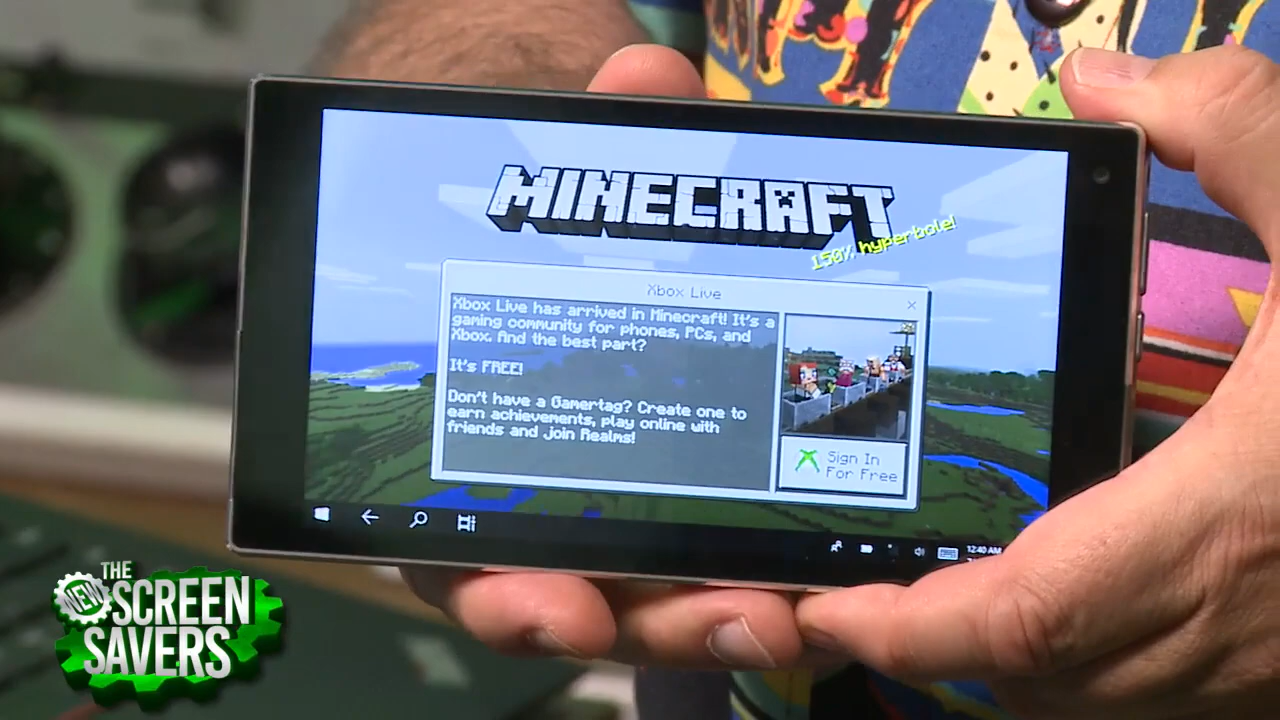 MINECRAFT
150% hyperbole!
Xbox Live
Xbox Live has arrived in Minecraft! It's a
gaming community for phones, PCs, and
Xbox. And the best part?
It's FREE!
Don't have a Gamertag? Create one to
earn achievements, play online with
friends and join Realms!
Sign In
For Free
12:40 AM
THE
NEW
SCREEN
SAVERS